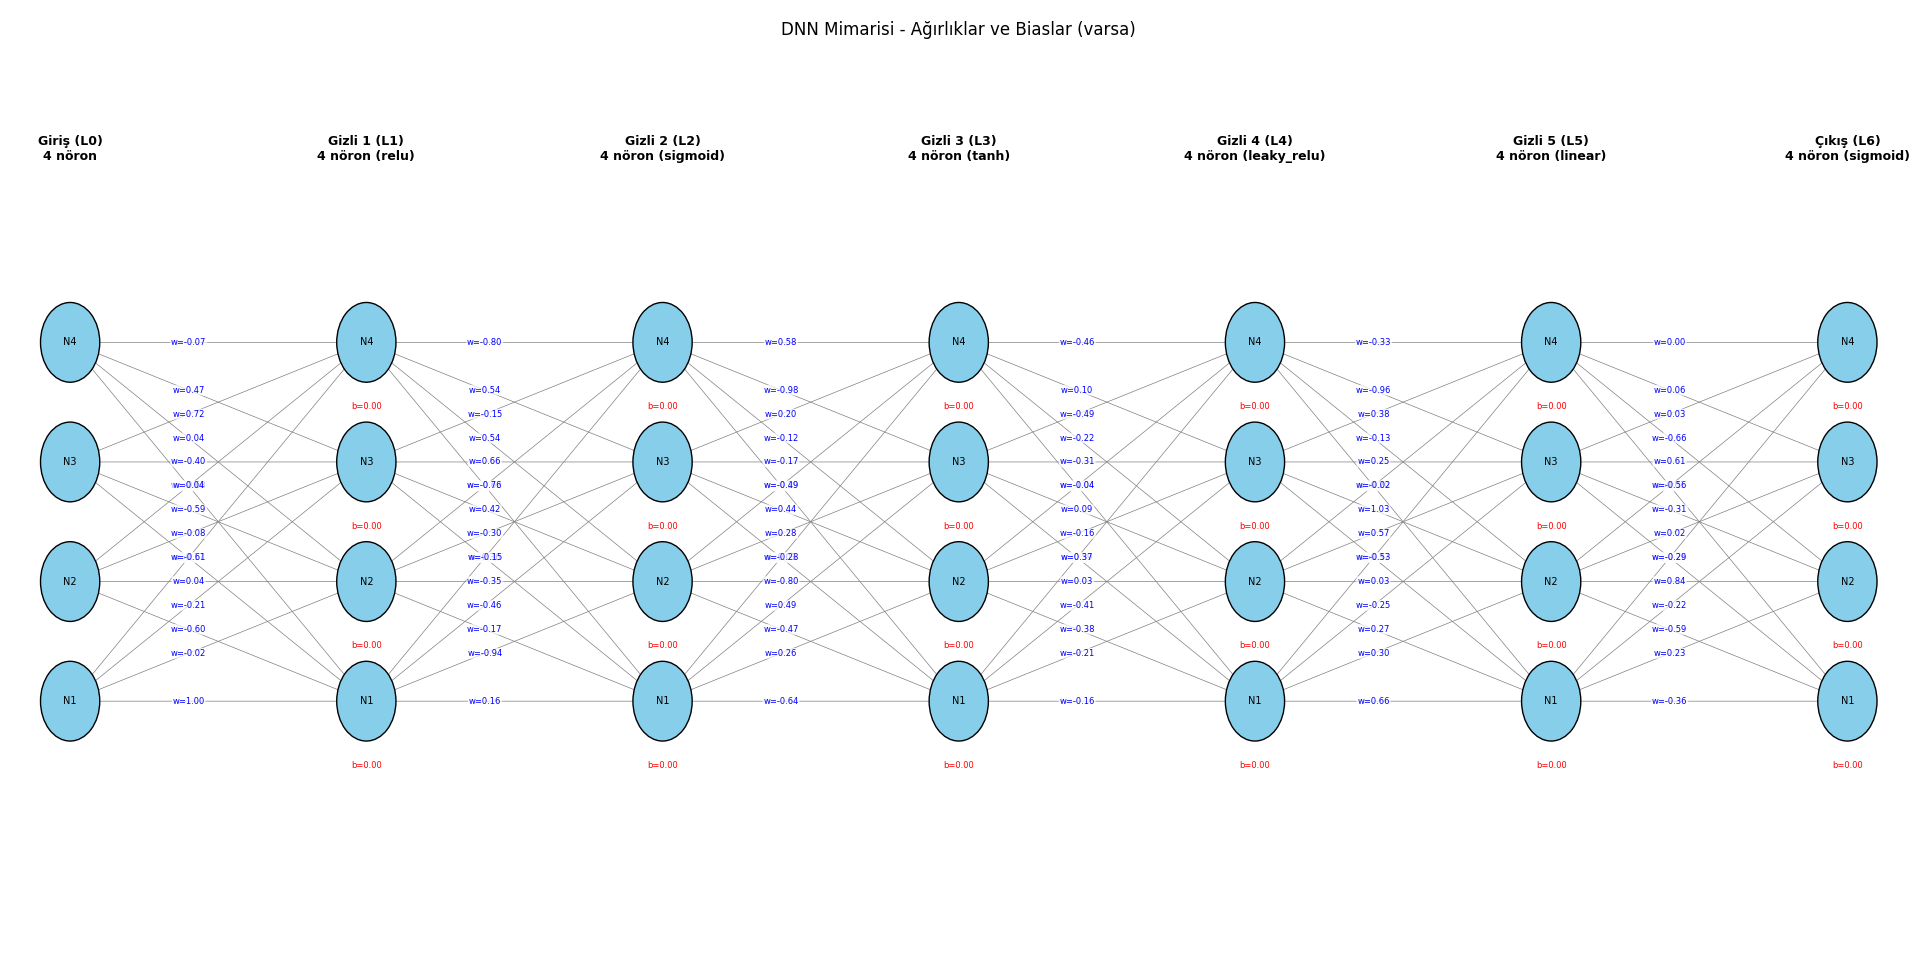 DNN Mimarisi - Ağırlıklar ve Biaslar (varsa)
Giriş (L0)
4 nöron
Gizli 1 (L1)
4 nöron (relu)
Gizli 2 (L2)
4 nöron (sigmoid)
Gizli 3 (L3)
4 nöron (tanh)
Gizli 4 (L4)
4 nöron (leaky_relu)
Gizli 5 (L5)
4 nöron (linear)
Çıkış (L6)
4 nöron (sigmoid)
N4
N3
N2
N1
w=-0.07
w=0.47
w=0.72
w=0.04
w=-0.40
w=0.04
w=-0.59
w=-0.08
w=-0.61
w=0.04
w=-0.21
w=-0.60
w=-0.02
w=1.00
N4
b=0.00
N3
b=0.00
N2
b=0.00
N1
b=0.00
w=-0.80
w=0.54
w=-0.15
w=0.54
w=0.66
w=-0.76
w=0.42
w=-0.30
w=-0.15
w=-0.35
w=-0.46
w=-0.17
w=-0.94
w=0.16
N4
b=0.00
N3
b=0.00
N2
b=0.00
N1
b=0.00
w=0.58
w=-0.98
w=0.20
w=-0.12
w=-0.17
w=-0.49
w=0.44
w=0.28
w=-0.28
w=-0.80
w=0.49
w=-0.47
w=0.26
w=-0.64
N4
b=0.00
N3
b=0.00
N2
b=0.00
N1
b=0.00
w=-0.46
w=0.10
w=-0.49
w=-0.22
w=-0.31
w=-0.04
w=0.09
w=-0.16
w=0.37
w=0.03
w=-0.41
w=-0.38
w=-0.21
w=-0.16
N4
b=0.00
N3
b=0.00
N2
b=0.00
N1
b=0.00
w=-0.33
w=-0.96
w=0.38
w=-0.13
w=0.25
w=-0.02
w=1.03
w=0.57
w=-0.53
w=0.03
w=-0.25
w=0.27
w=0.30
w=0.66
N4
b=0.00
N3
b=0.00
N2
b=0.00
N1
b=0.00
w=0.00
w=0.06
w=0.03
w=-0.66
w=0.61
w=-0.56
w=-0.31
w=0.02
w=-0.29
w=0.84
w=-0.22
w=-0.59
w=0.23
w=-0.36
N4
b=0.00
N3
b=0.00
N2
b=0.00
N1
b=0.00